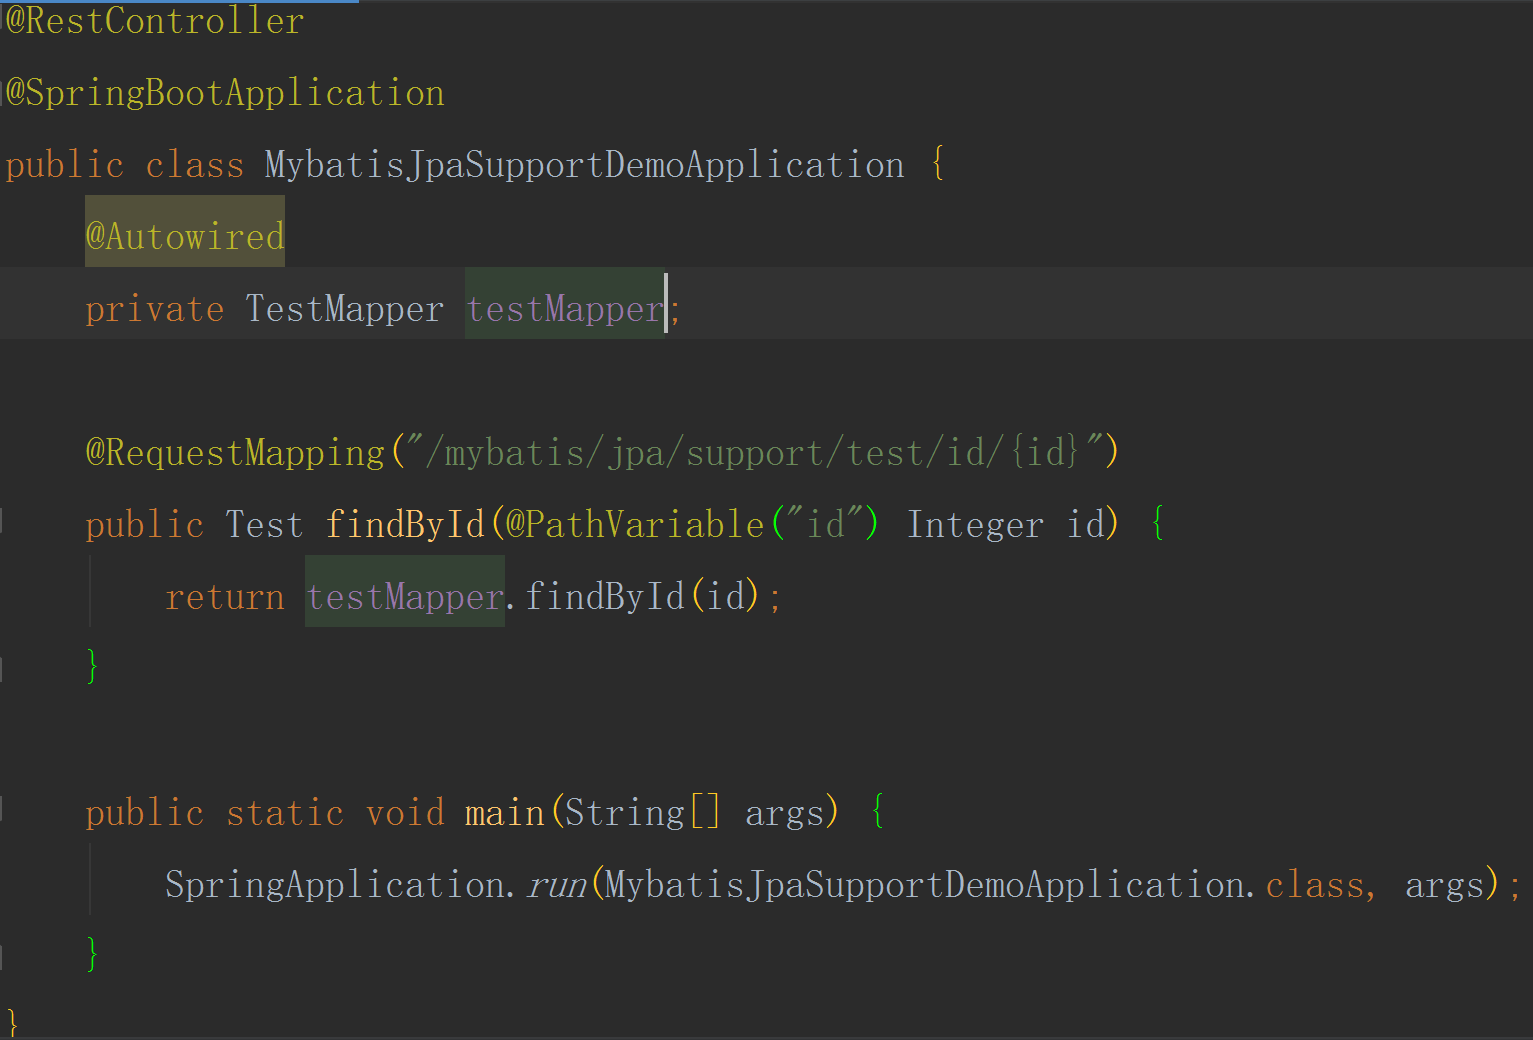 @RestController
@SpringBootApplication
public class MybatisJpaSupportDemoApplication {
@Autowired
private TestMapper testMapper;
@RequestMapping("/mybatis/jpa/support/test/id/{id}")
public Test findById(@PathVariable("id") Integer id) {
return testMapper.findById(id);
}
public static void main(String[] args) {
SpringApplication.run(MybatisJpaSupportDemoApplication.class, args);
}
}